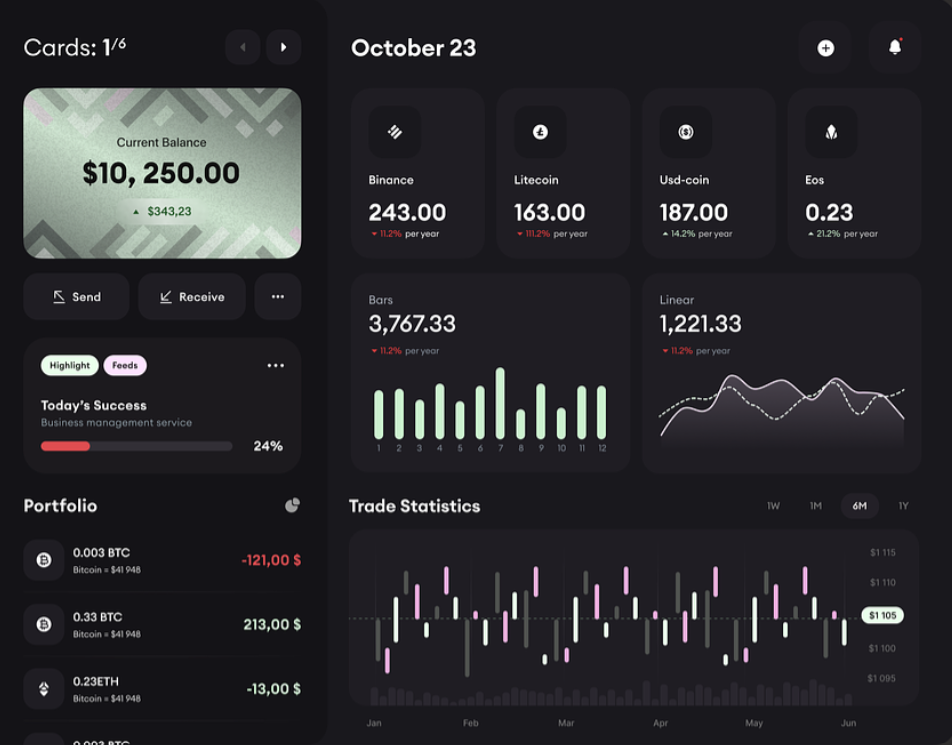 Cards: 1/6
Current Balance
$10, 250.00
$343,23
Send
Receive
Highlight
Feeds
Today's Success
Business management service
24%
Portfolio
0.003 BTC
Bitcoin = $41 948
-121,00 $
0.33 BTC
Bitcoin = $41 948
213,00 $
0.23ETH
Bitcoin = $41 948
-13,00 $
October 23
Binance
243.00
11.2% per year
Litecoin
163.00
111.2% per year
Usd-coin
187.00
14.2% per year
Eos
0.23
21.2% per year
Bars
3,767.33
11.2% per year
1 2 3 4 5 6 7 8 9 10 11 12
Linear
1,221.33
11.2% per year
Trade Statistics
1W 1M 6M 1Y
$1 115
$1 110
$1 105
$1 100
$1 095
Jan Feb Mar Apr May Jun